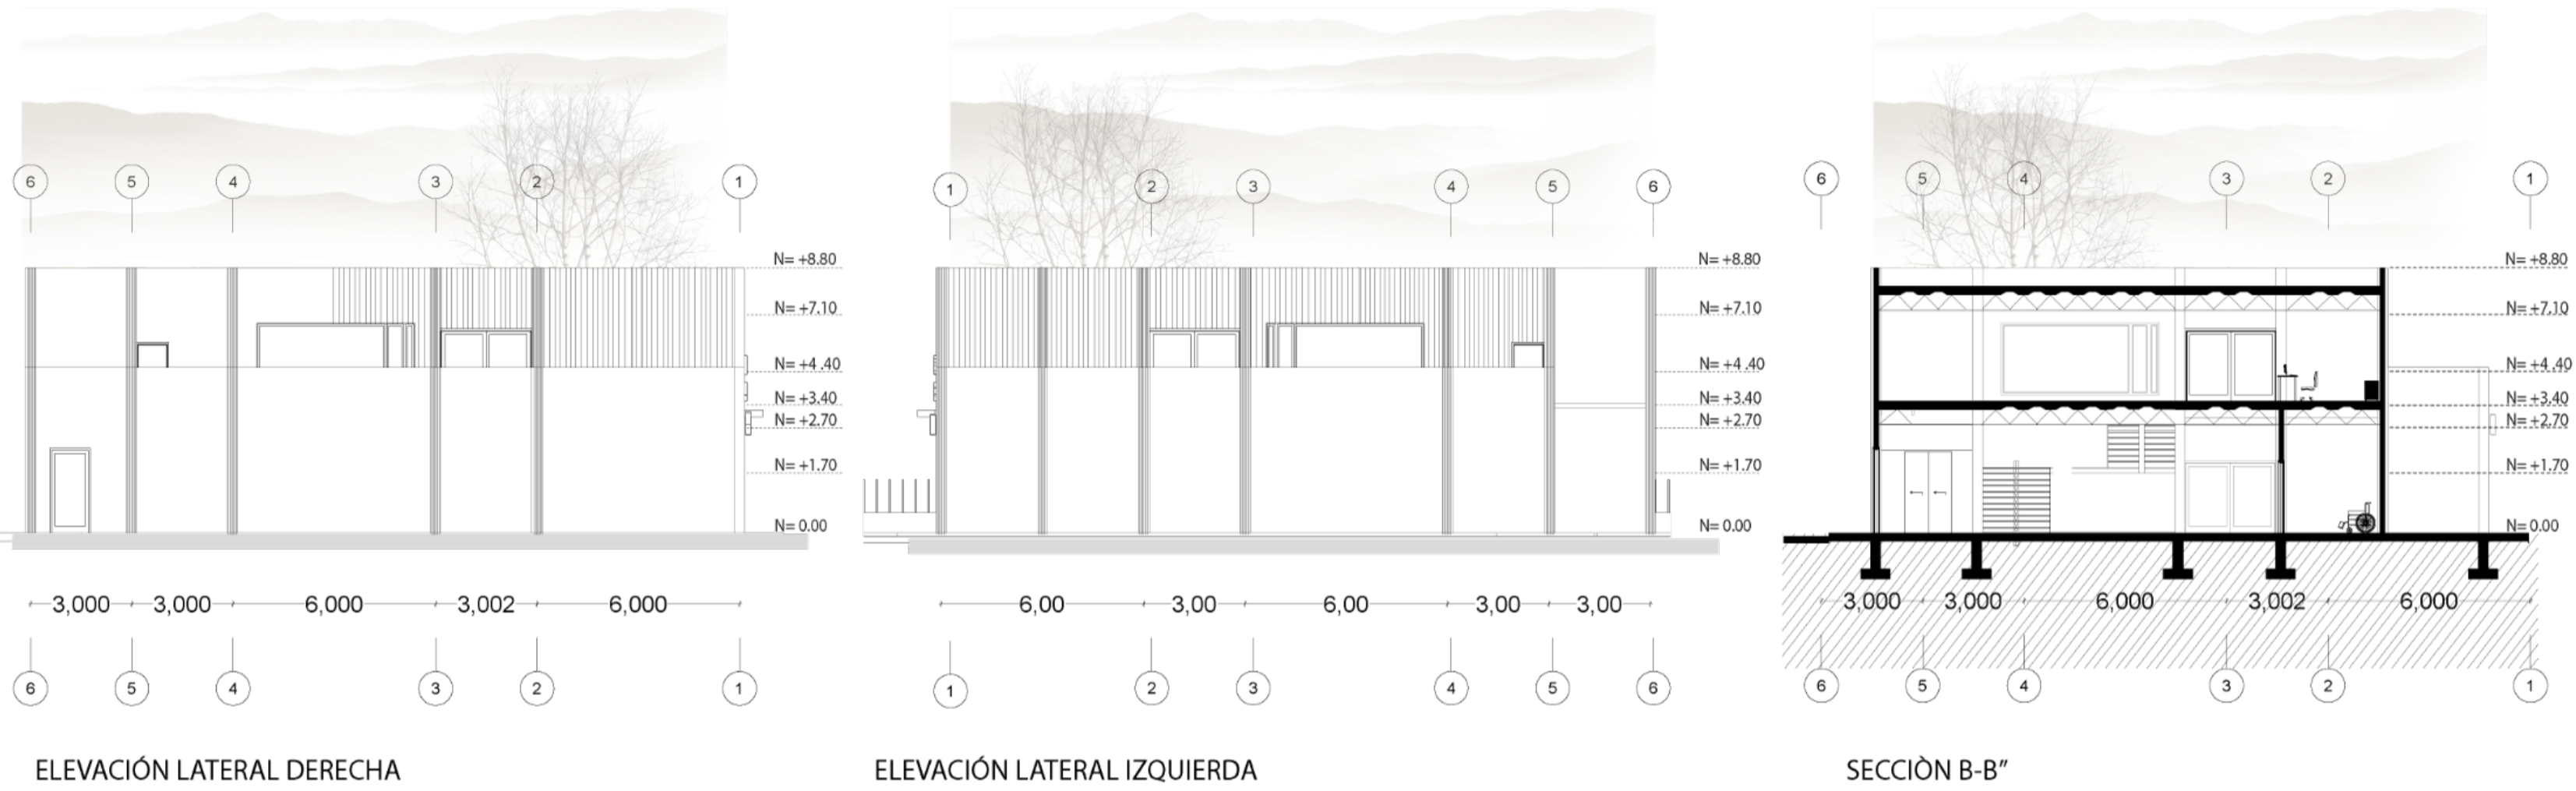 6 5 4 3 2 1
N= +8.80
N= +7.10
N= +4 .40
N= +3.40
N= +2.70
N= +1.70
N= 0.00
3,000 3,000 6,000 3,002 6,000
6 5 4 3 2 1
ELEVACIÓN LATERAL DERECHA
1 2 3 4 5 6
N= +8.80
N= +7.10
N= +4 .40
N= +3.40
N= +2.70
N= +1.70
N= 0.00
6,00 3,00 6,00 3,00 3,00
1 2 3 4 5 6
ELEVACIÓN LATERAL IZQUIERDA
6 5 4 3 2 1
N= +8.80
N= +7.10
N= +4 .40
N= +3.40
N= +2.70
N= +1.70
N= 0.00
3,000 3,000 6,000 3,002 6,000
6 5 4 3 2 1
SECCIÒN B-B”